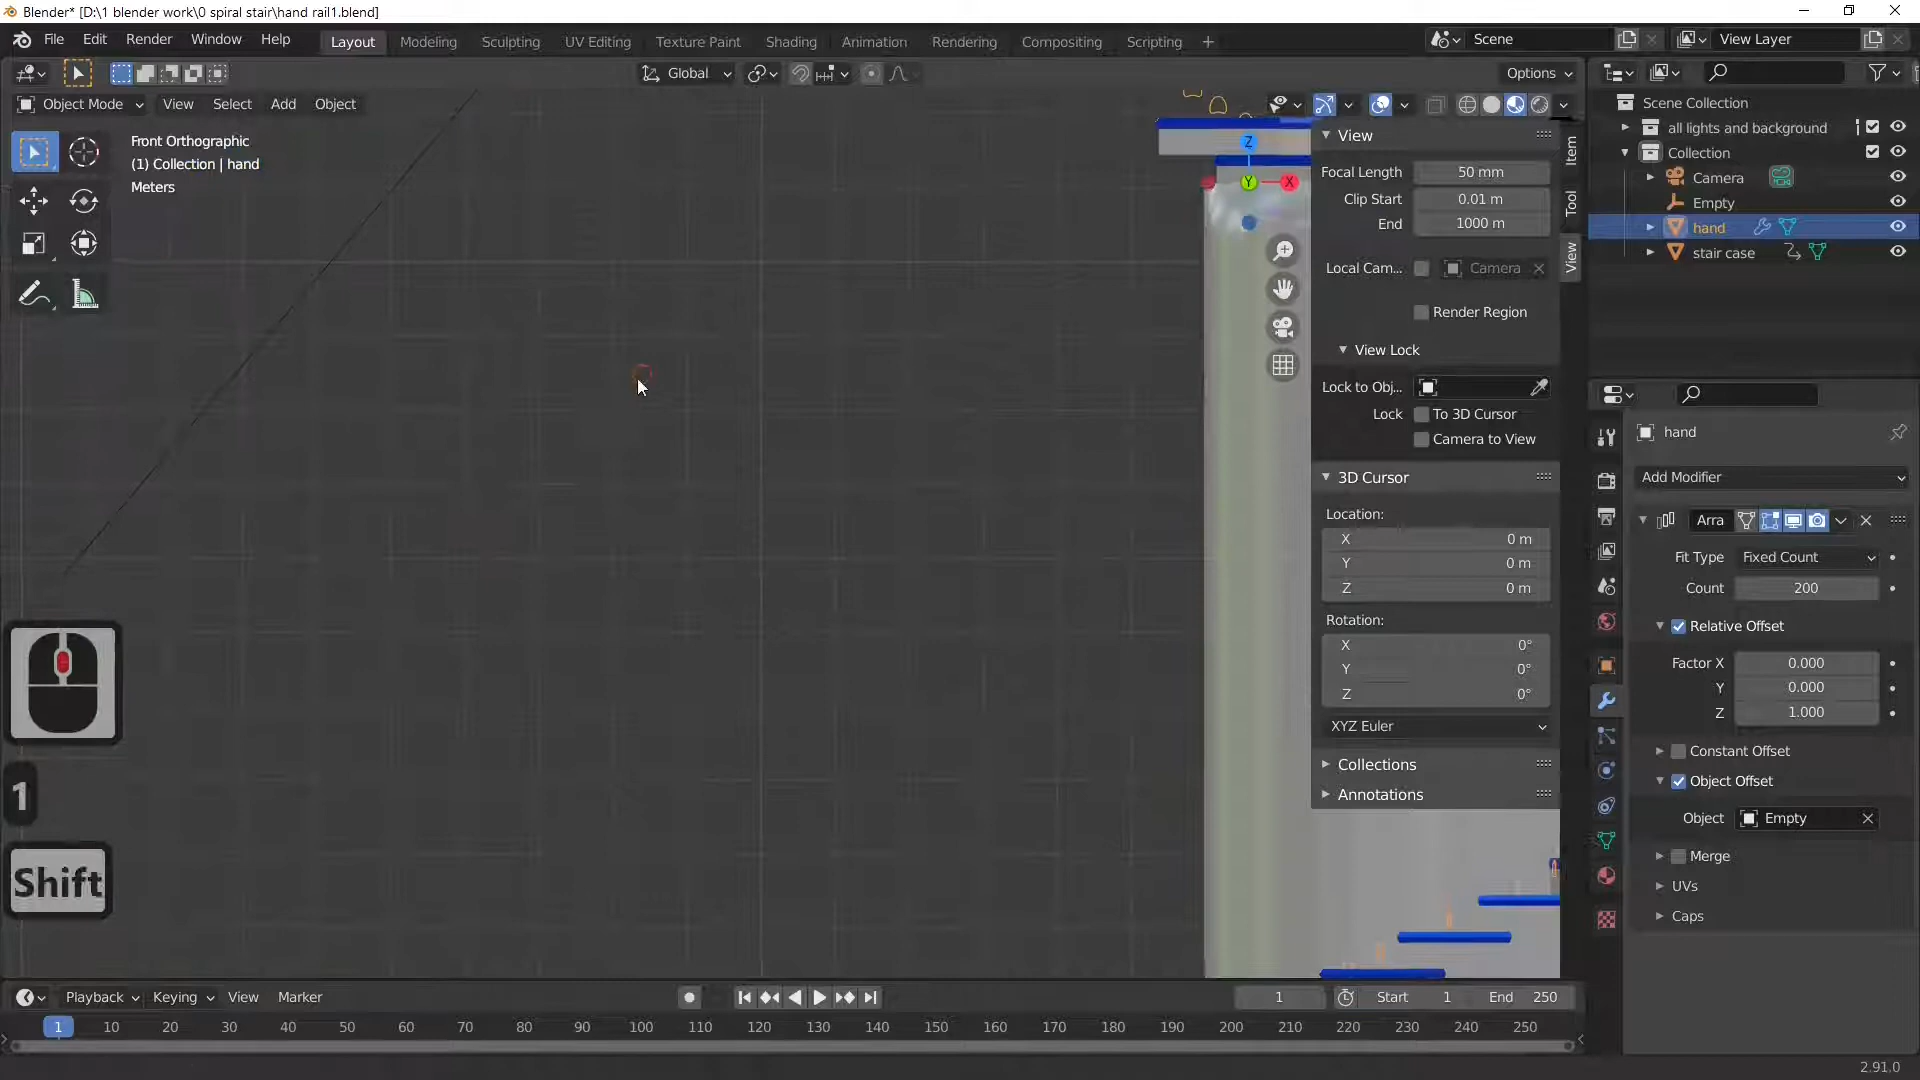 Blender* [D:\1 blender work\0 spiral stair\hand rail1.blend]
File Edit Render Window Help Layout Modeling Sculpting UV Editing Texture Paint Shading Animation Rendering Compositing Scripting + Scene View Layer
Global Options
Object Mode View Select Add Object
Front Orthographic
(1) Collection | hand
Meters
Z
Y
X
View
Focal Length 50 mm
Clip Start 0.01 m
End 1000 m
Local Cam... Camera
Render Region
View Lock
Lock to Obj...
Lock To 3D Cursor
Camera to View
3D Cursor
Location:
X 0 m
Y 0 m
Z 0 m
Rotation:
X 0°
Y 0°
Z 0°
XYZ Euler
Collections
Annotations
Item
Tool
View
Scene Collection
all lights and background
Collection
Camera
Empty
hand
stair case
hand
Add Modifier
Arra
Fit Type Fixed Count
Count 200
Relative Offset
Factor X 0.000
Y 0.000
Z 1.000
Constant Offset
Object Offset
Object Empty
Merge
UVs
Caps
1
Shift
Playback Keying View Marker 1 Start 1 End 250
1 10 20 30 40 50 60 70 80 90 100 110 120 130 140 150 160 170 180 190 200 210 220 230 240 250
2.91.0